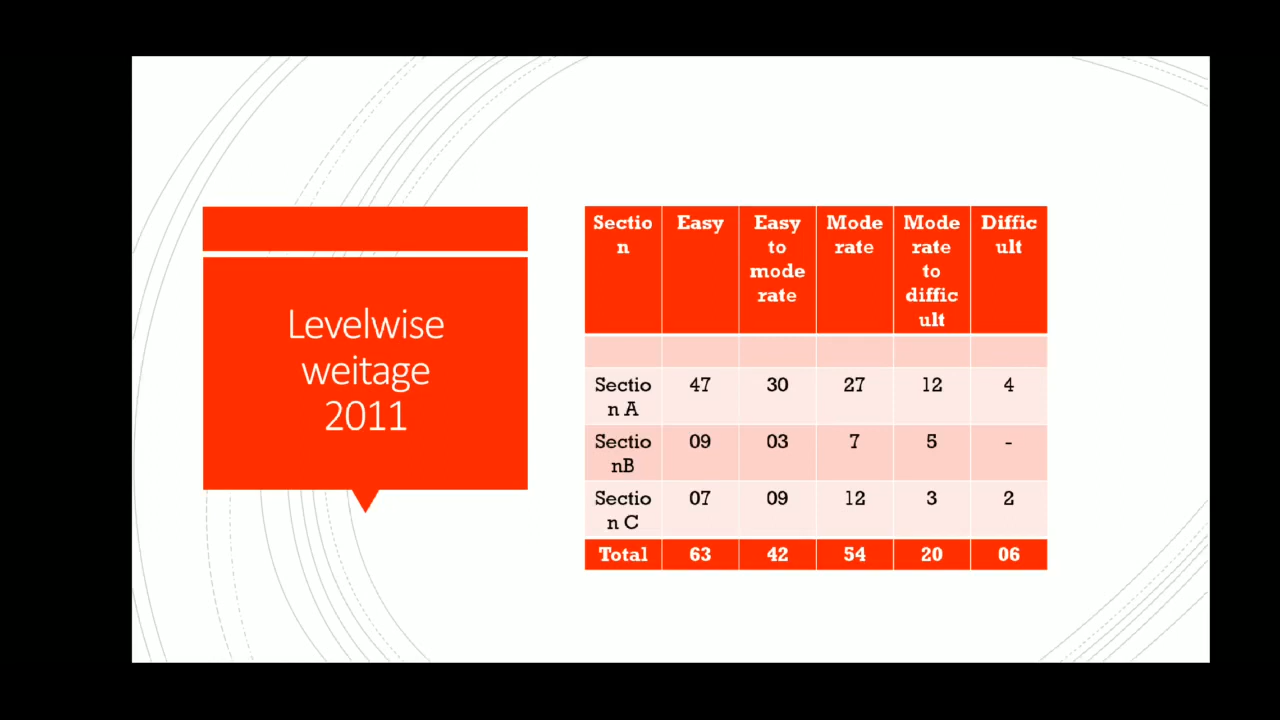 Levelwise
weitage
2011
Sectio
n
Easy
Easy
to
mode
rate
Mode
rate
Mode
rate
to
diffic
ult
Diffic
ult
Sectio
n A
47
30
27
12
4
Sectio
nB
09
03
7
5
-
Sectio
n C
07
09
12
3
2
Total
63
42
54
20
06